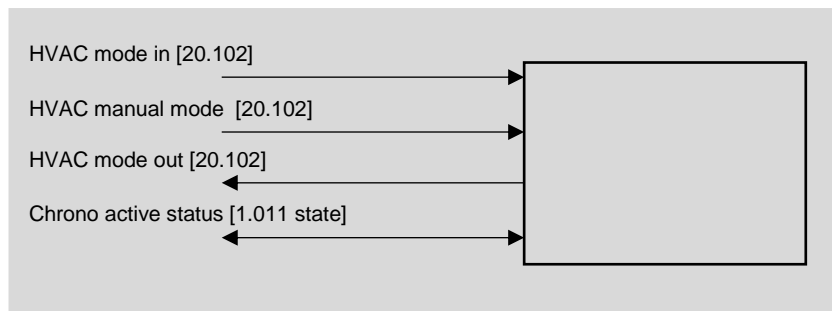 HVAC mode in [20.102]
HVAC manual mode  [20.102]
HVAC mode out [20.102]
Chrono active status [1.011 state]